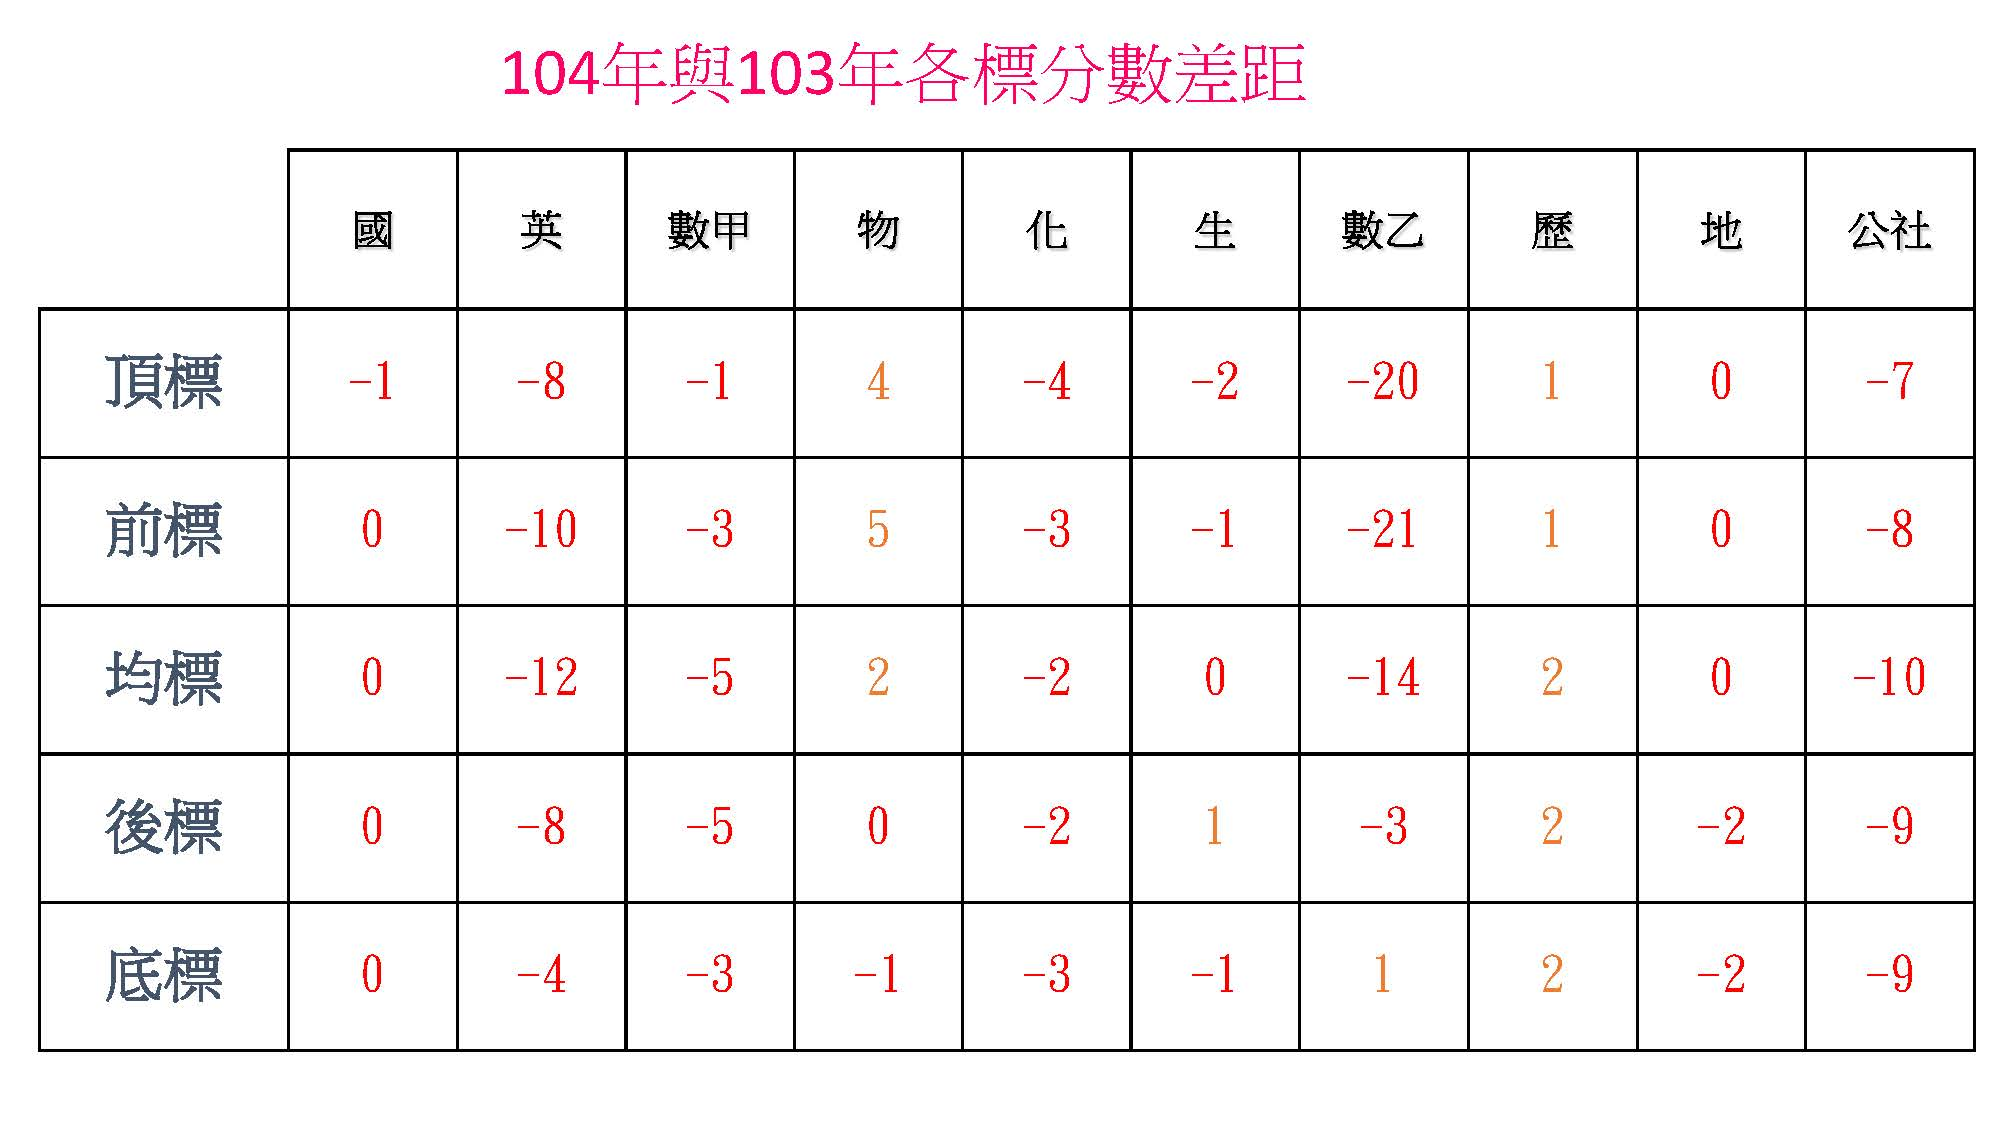 104年與103年各標分數差距
國 英 數甲 物 化 生 數乙 歷 地 公社
頂標 -1 -8 -1 4 -4 -2 -20 1 0 -7
前標 0 -10 -3 5 -3 -1 -21 1 0 -8
均標 0 -12 -5 2 -2 0 -14 2 0 -10
後標 0 -8 -5 0 -2 1 -3 2 -2 -9
底標 0 -4 -3 -1 -3 -1 1 2 -2 -9